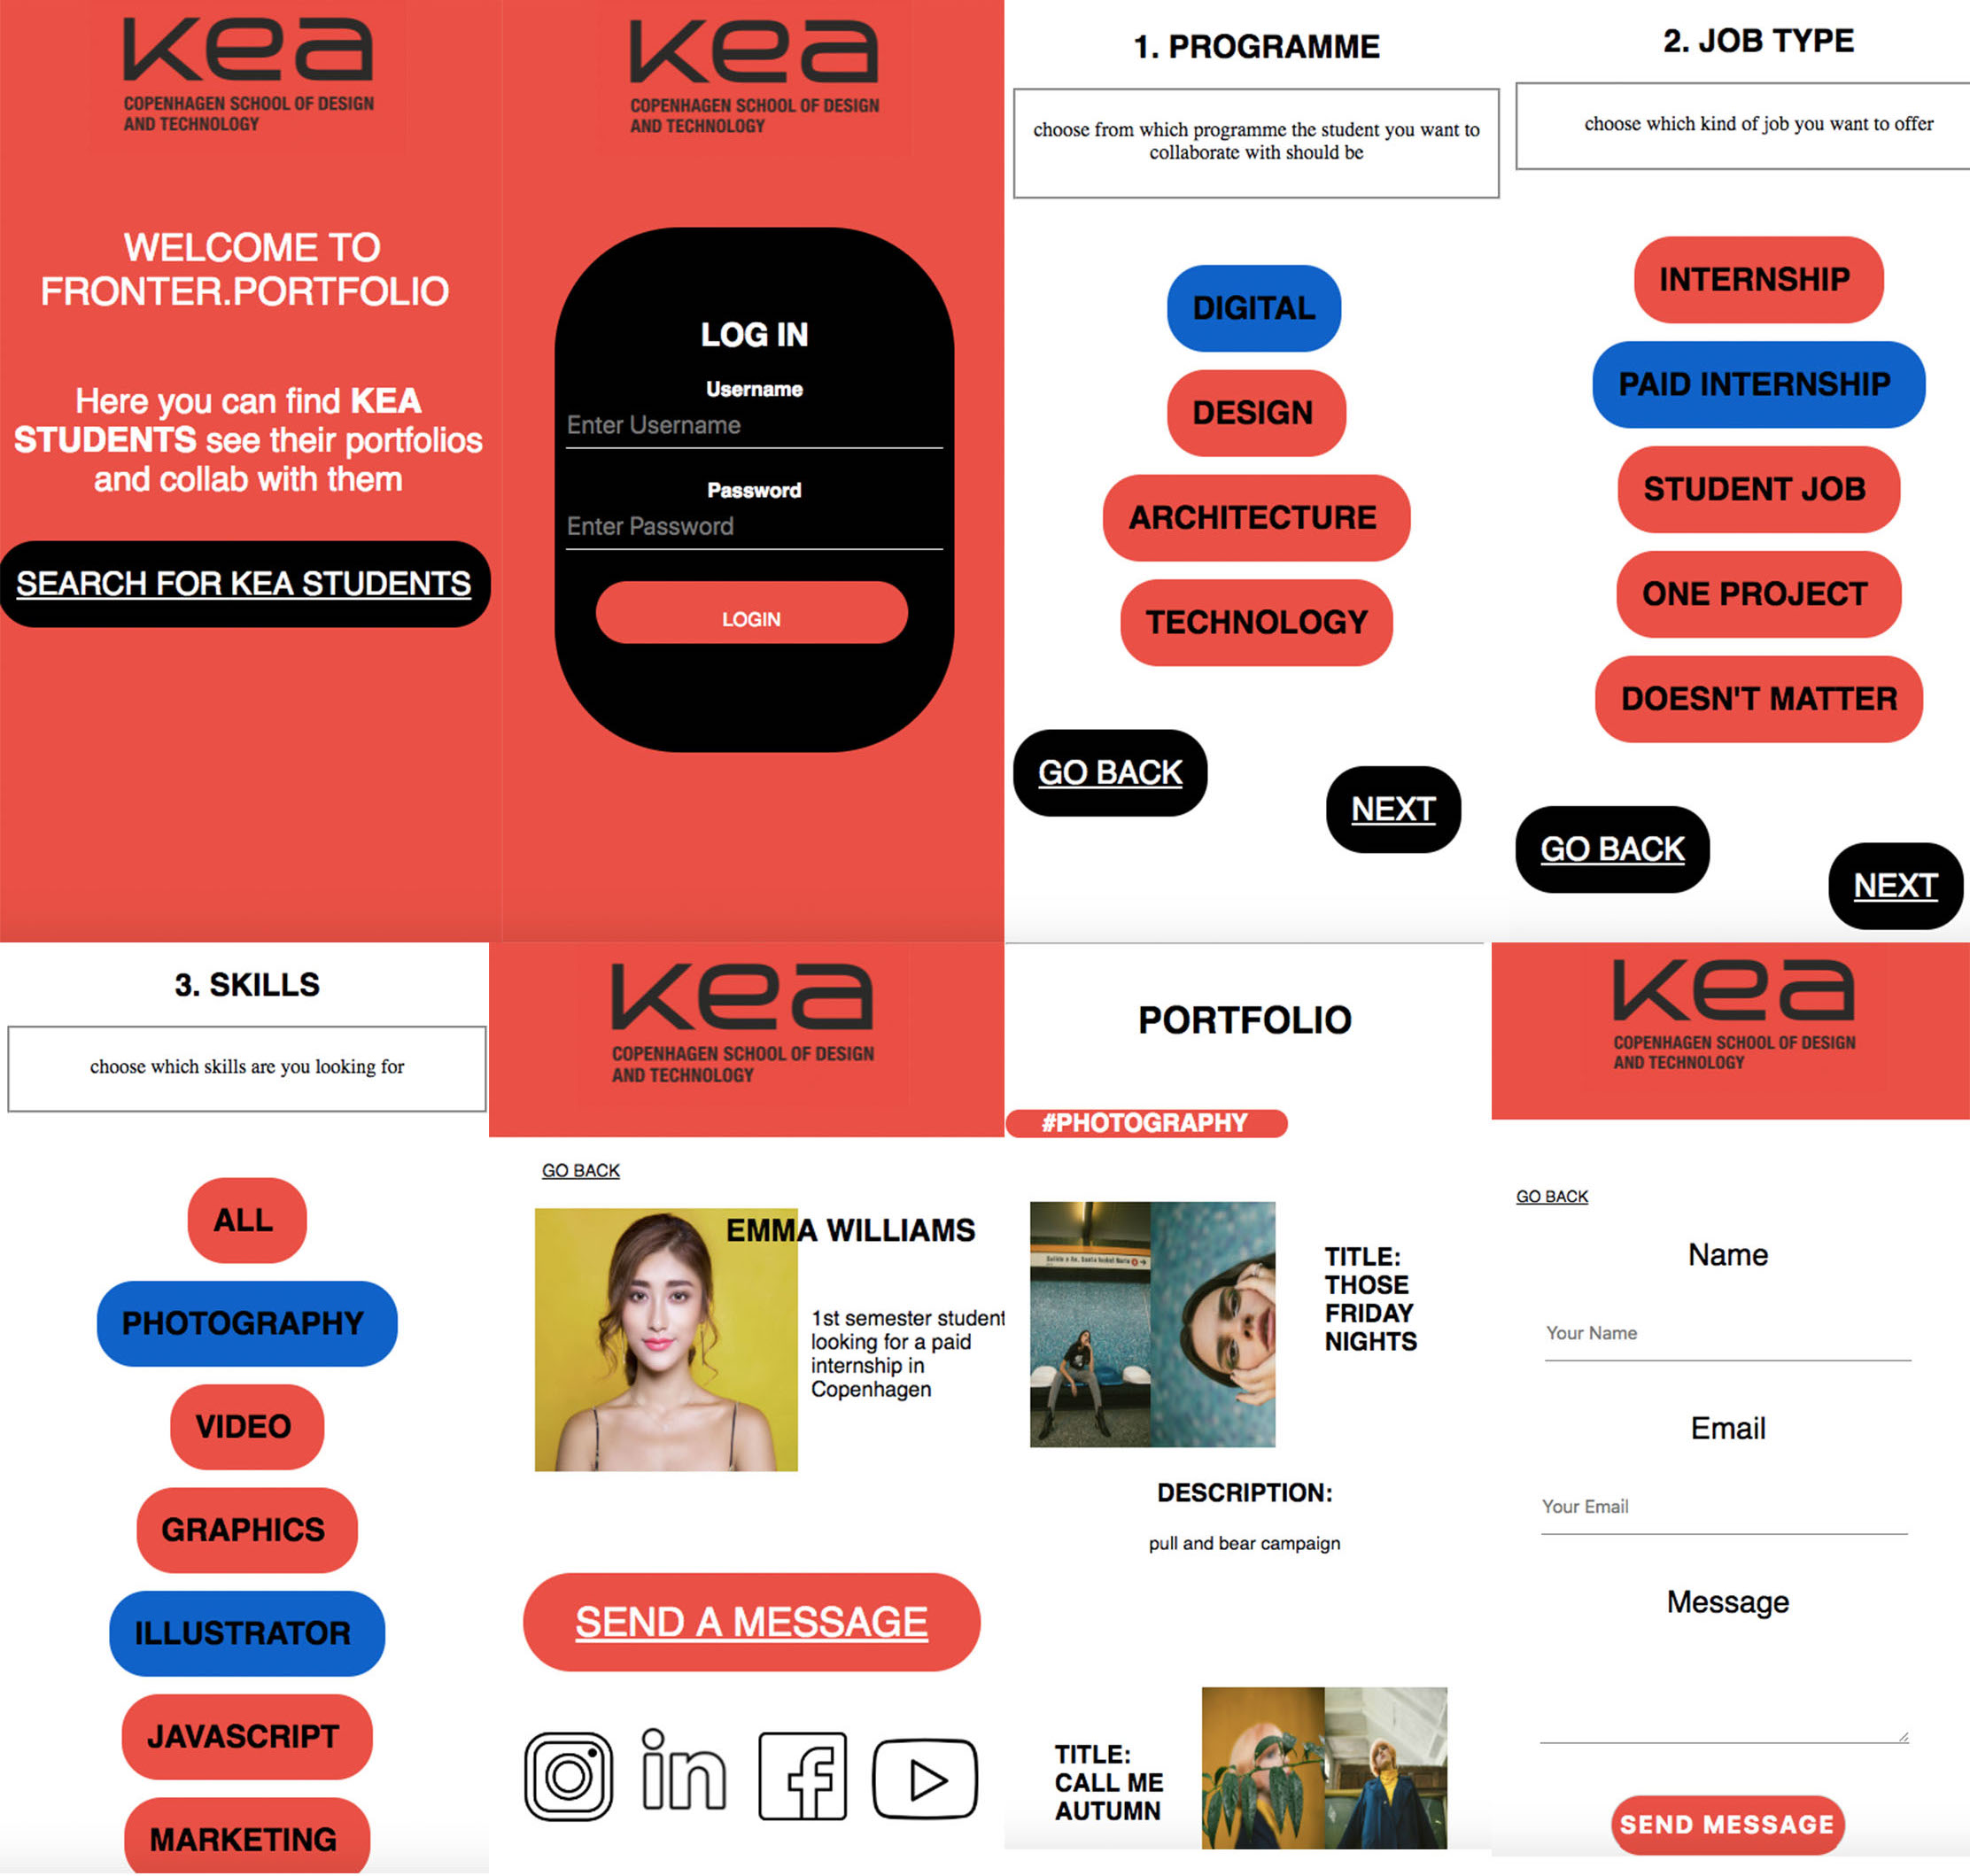 kea
COPENHAGEN SCHOOL OF DESIGN
AND TECHNOLOGY
WELCOME TO
FRONTER.PORTFOLIO
Here you can find KEA
STUDENTS see their portfolios
and collab with them
SEARCH FOR KEA STUDENTS
kea
COPENHAGEN SCHOOL OF DESIGN
AND TECHNOLOGY
LOG IN
Username
Enter Username
Password
Enter Password
LOGIN
1. PROGRAMME
choose from which programme the student you want to
collaborate with should be
DIGITAL
DESIGN
ARCHITECTURE
TECHNOLOGY
GO BACK
NEXT
2. JOB TYPE
choose which kind of job you want to offer
INTERNSHIP
PAID INTERNSHIP
STUDENT JOB
ONE PROJECT
DOESN'T MATTER
GO BACK
NEXT
3. SKILLS
choose which skills are you looking for
ALL
PHOTOGRAPHY
VIDEO
GRAPHICS
ILLUSTRATOR
JAVASCRIPT
MARKETING
kea
COPENHAGEN SCHOOL OF DESIGN
AND TECHNOLOGY
GO BACK
EMMA WILLIAMS
1st semester student
looking for a paid
internship in
Copenhagen
SEND A MESSAGE
in
PORTFOLIO
#PHOTOGRAPHY
TITLE:
THOSE
FRIDAY
NIGHTS
DESCRIPTION:
pull and bear campaign
TITLE:
CALL ME
AUTUMN
kea
COPENHAGEN SCHOOL OF DESIGN
AND TECHNOLOGY
GO BACK
Name
Your Name
Email
Your Email
Message
SEND MESSAGE